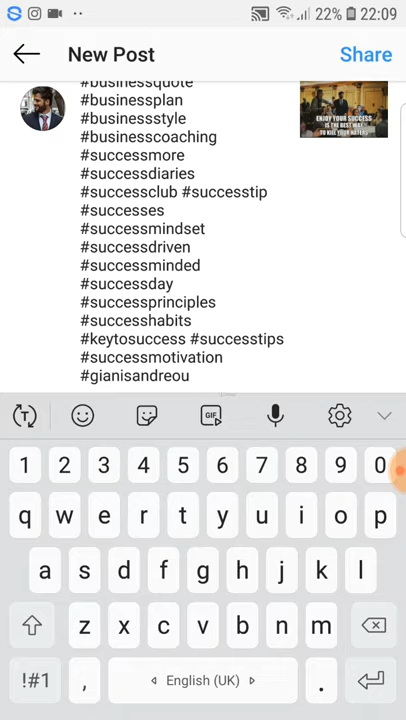 22% 22:09
New Post
Share
#businessquote
#businessplan
#businessstyle
#businesscoaching
#successmore
#successdiaries
#successclub #successtip
#successes
#successmindset
#successdriven
#successminded
#successday
#successprinciples
#successhabits
#keytosuccess #successtips
#successmotivation
#gianisandreou
ENJOY YOUR SUCCESS
IS THE BEST WAY
TO KILL YOUR HATERS
T
GIF
1 2 3 4 5 6 7 8 9 0
q w e r t y u i o p
a s d f g h j k l
z x c v b n m
!#1 , English (UK) .